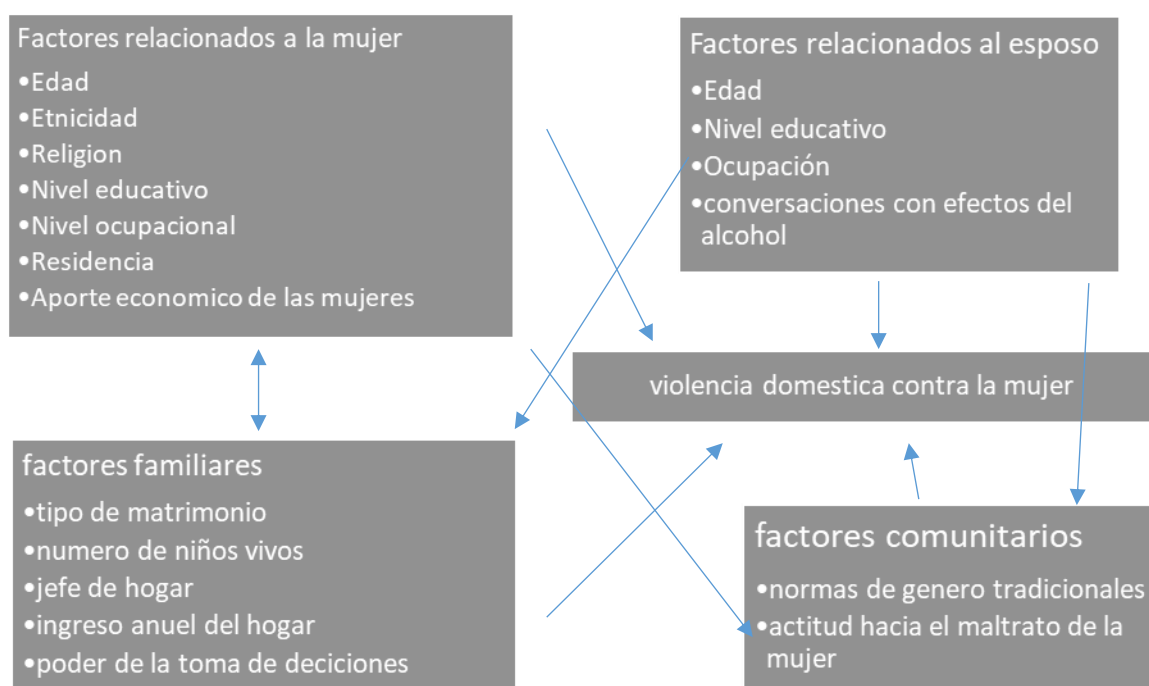 Factores relacionados a la mujer
•Edad
•Etnicidad
•Religion
•Nivel educativo
•Nivel ocupacional
•Residencia
•Aporte economico de las mujeres
Factores relacionados al esposo
•Edad
•Nivel educativo
•Ocupación
•conversaciones con efectos del
alcohol
violencia domestica contra la mujer
factores familiares
•tipo de matrimonio
•numero de niños vivos
•jefe de hogar
•ingreso anuel del hogar
•poder de la toma de deciciones
factores comunitarios
•normas de genero tradicionales
•actitud hacia el maltrato de la
mujer